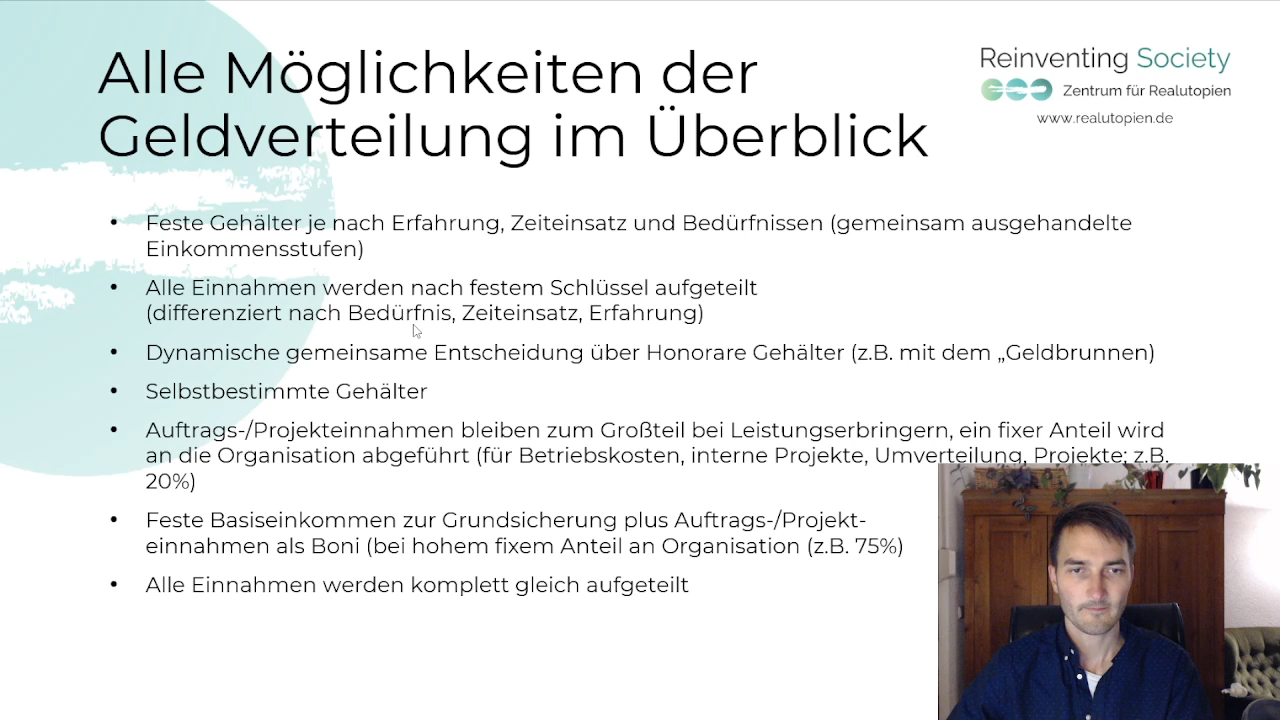 Alle Möglichkeiten der
Geldverteilung im Überblick
Reinventing Society
Zentrum für Realutopien
www.realutopien.de
• Feste Gehälter je nach Erfahrung, Zeiteinsatz und Bedürfnissen (gemeinsam ausgehandelte
Einkommensstufen)
• Alle Einnahmen werden nach festem Schlüssel aufgeteilt
(differenziert nach Bedürfnis, Zeiteinsatz, Erfahrung)
• Dynamische gemeinsame Entscheidung über Honorare Gehälter (z.B. mit dem „Geldbrunnen)
• Selbstbestimmte Gehälter
• Auftrags-/Projekteinnahmen bleiben zum Großteil bei Leistungserbringern, ein fixer Anteil wird
an die Organisation abgeführt (für Betriebskosten, interne Projekte, Umverteilung, Projekte; z.B.
20%)
• Feste Basiseinkommen zur Grundsicherung plus Auftrags-/Projekt-
einnahmen als Boni (bei hohem fixem Anteil an Organisation (z.B. 75%)
• Alle Einnahmen werden komplett gleich aufgeteilt